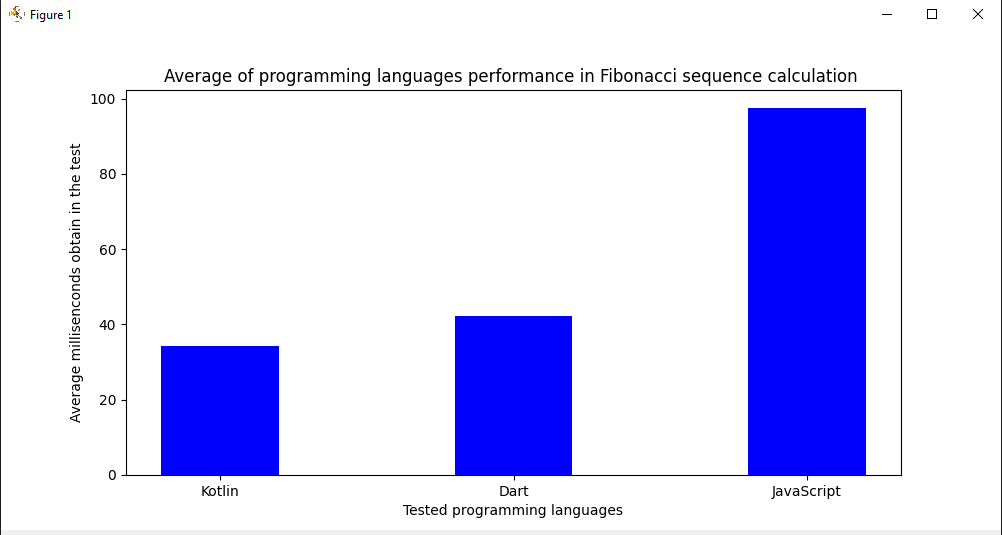 Figure 1
Average of programming languages performance in Fibonacci sequence calculation
Average millisenconds obtain in the test
100
80
60
40
20
0
Kotlin
Dart
JavaScript
Tested programming languages